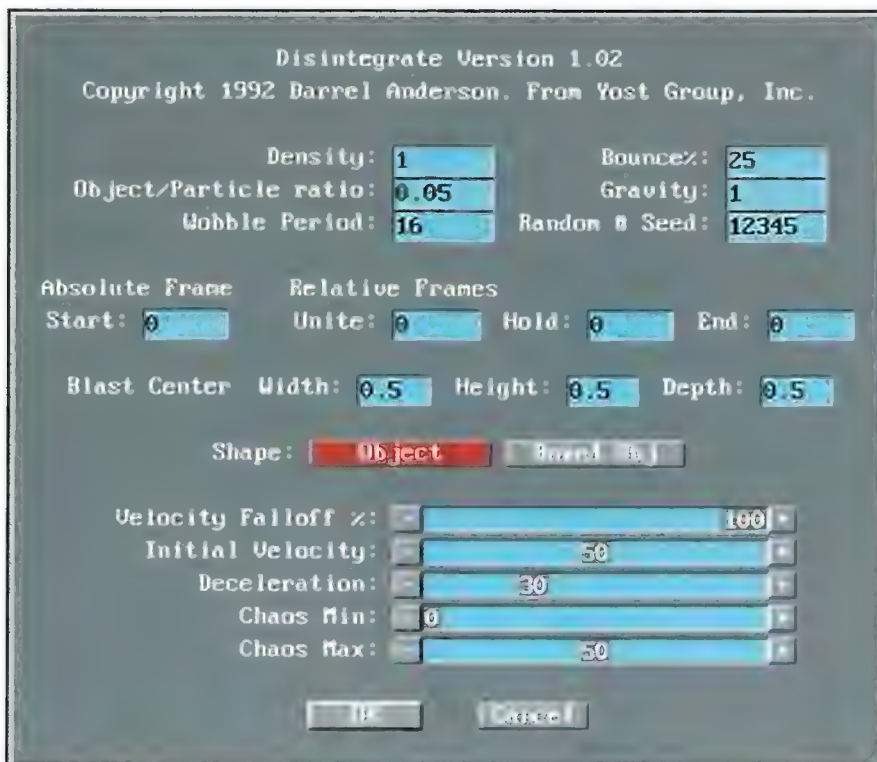 Disintegrate Version 1.02
Copyright 1992 Darrel Anderson. From Yost Group, Inc.
Density: 1 Bounce%: 25
Object/Particle ratio: 0.05 Gravity: 1
Wobble Period: 16 Random # Seed: 12345
Absolute Frame Relative Frames
Start: 0 Unite: 0 Hold: 0 End: 0
Blast Center Width: 0.5 Height: 0.5 Depth: 0.5
Shape: Object
Velocity Falloff %: - 100 +
Initial Velocity: - 50 +
Deceleration: - 30 +
Chaos Min: - 0 +
Chaos Max: - 50 +
OK Cancel